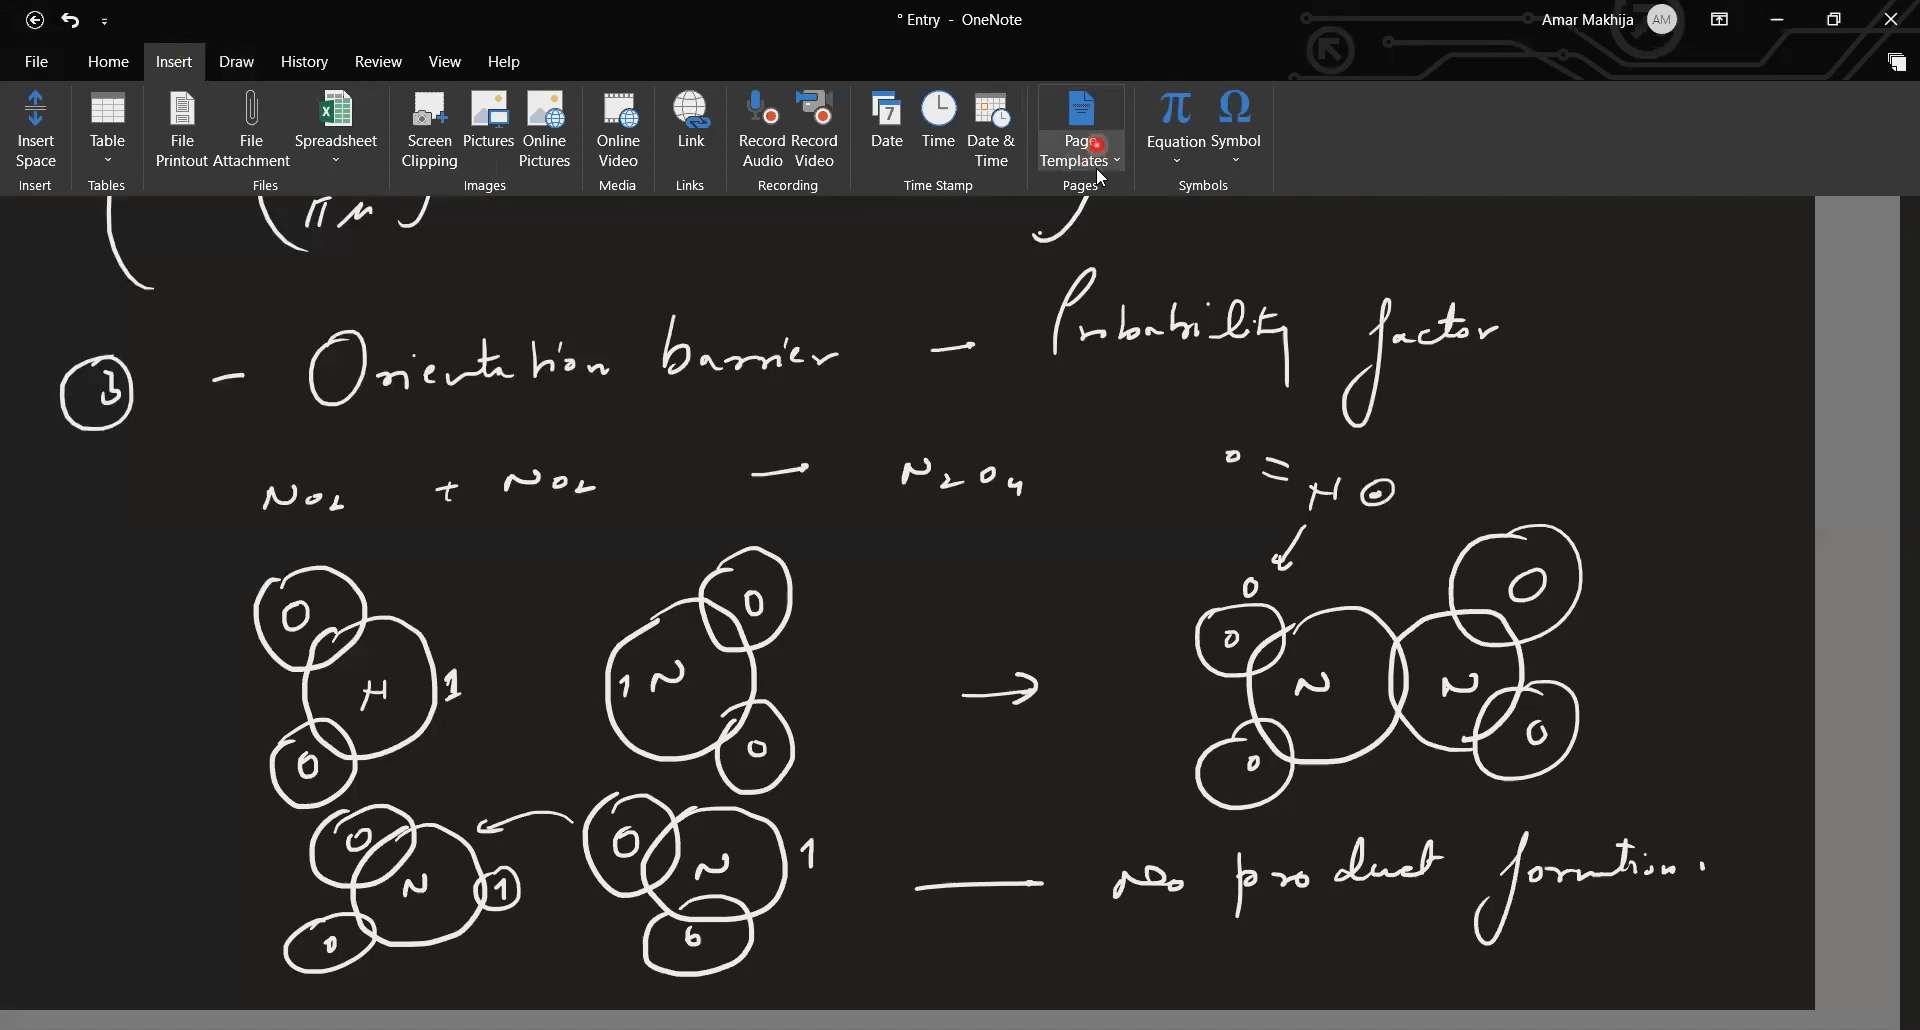 ° Entry - OneNote
Amar Makhija AM
File Home Insert Draw History Review View Help
Insert Space Table File Printout File Attachment Spreadsheet Screen Clipping Pictures Online Pictures Online Video Link Record Audio Record Video Date Time Date & Time Page Templates Equation Symbol
Insert Tables Files Images Media Links Recording Time Stamp Pages Symbols
πμ
③ - Orientation barrier - Probability factor
NO2 + NO2 → N2O4
O = N O
O O O O
N 1 1 N → O N N
O O O O
O N 1 O N 1 — No product formation.
O O